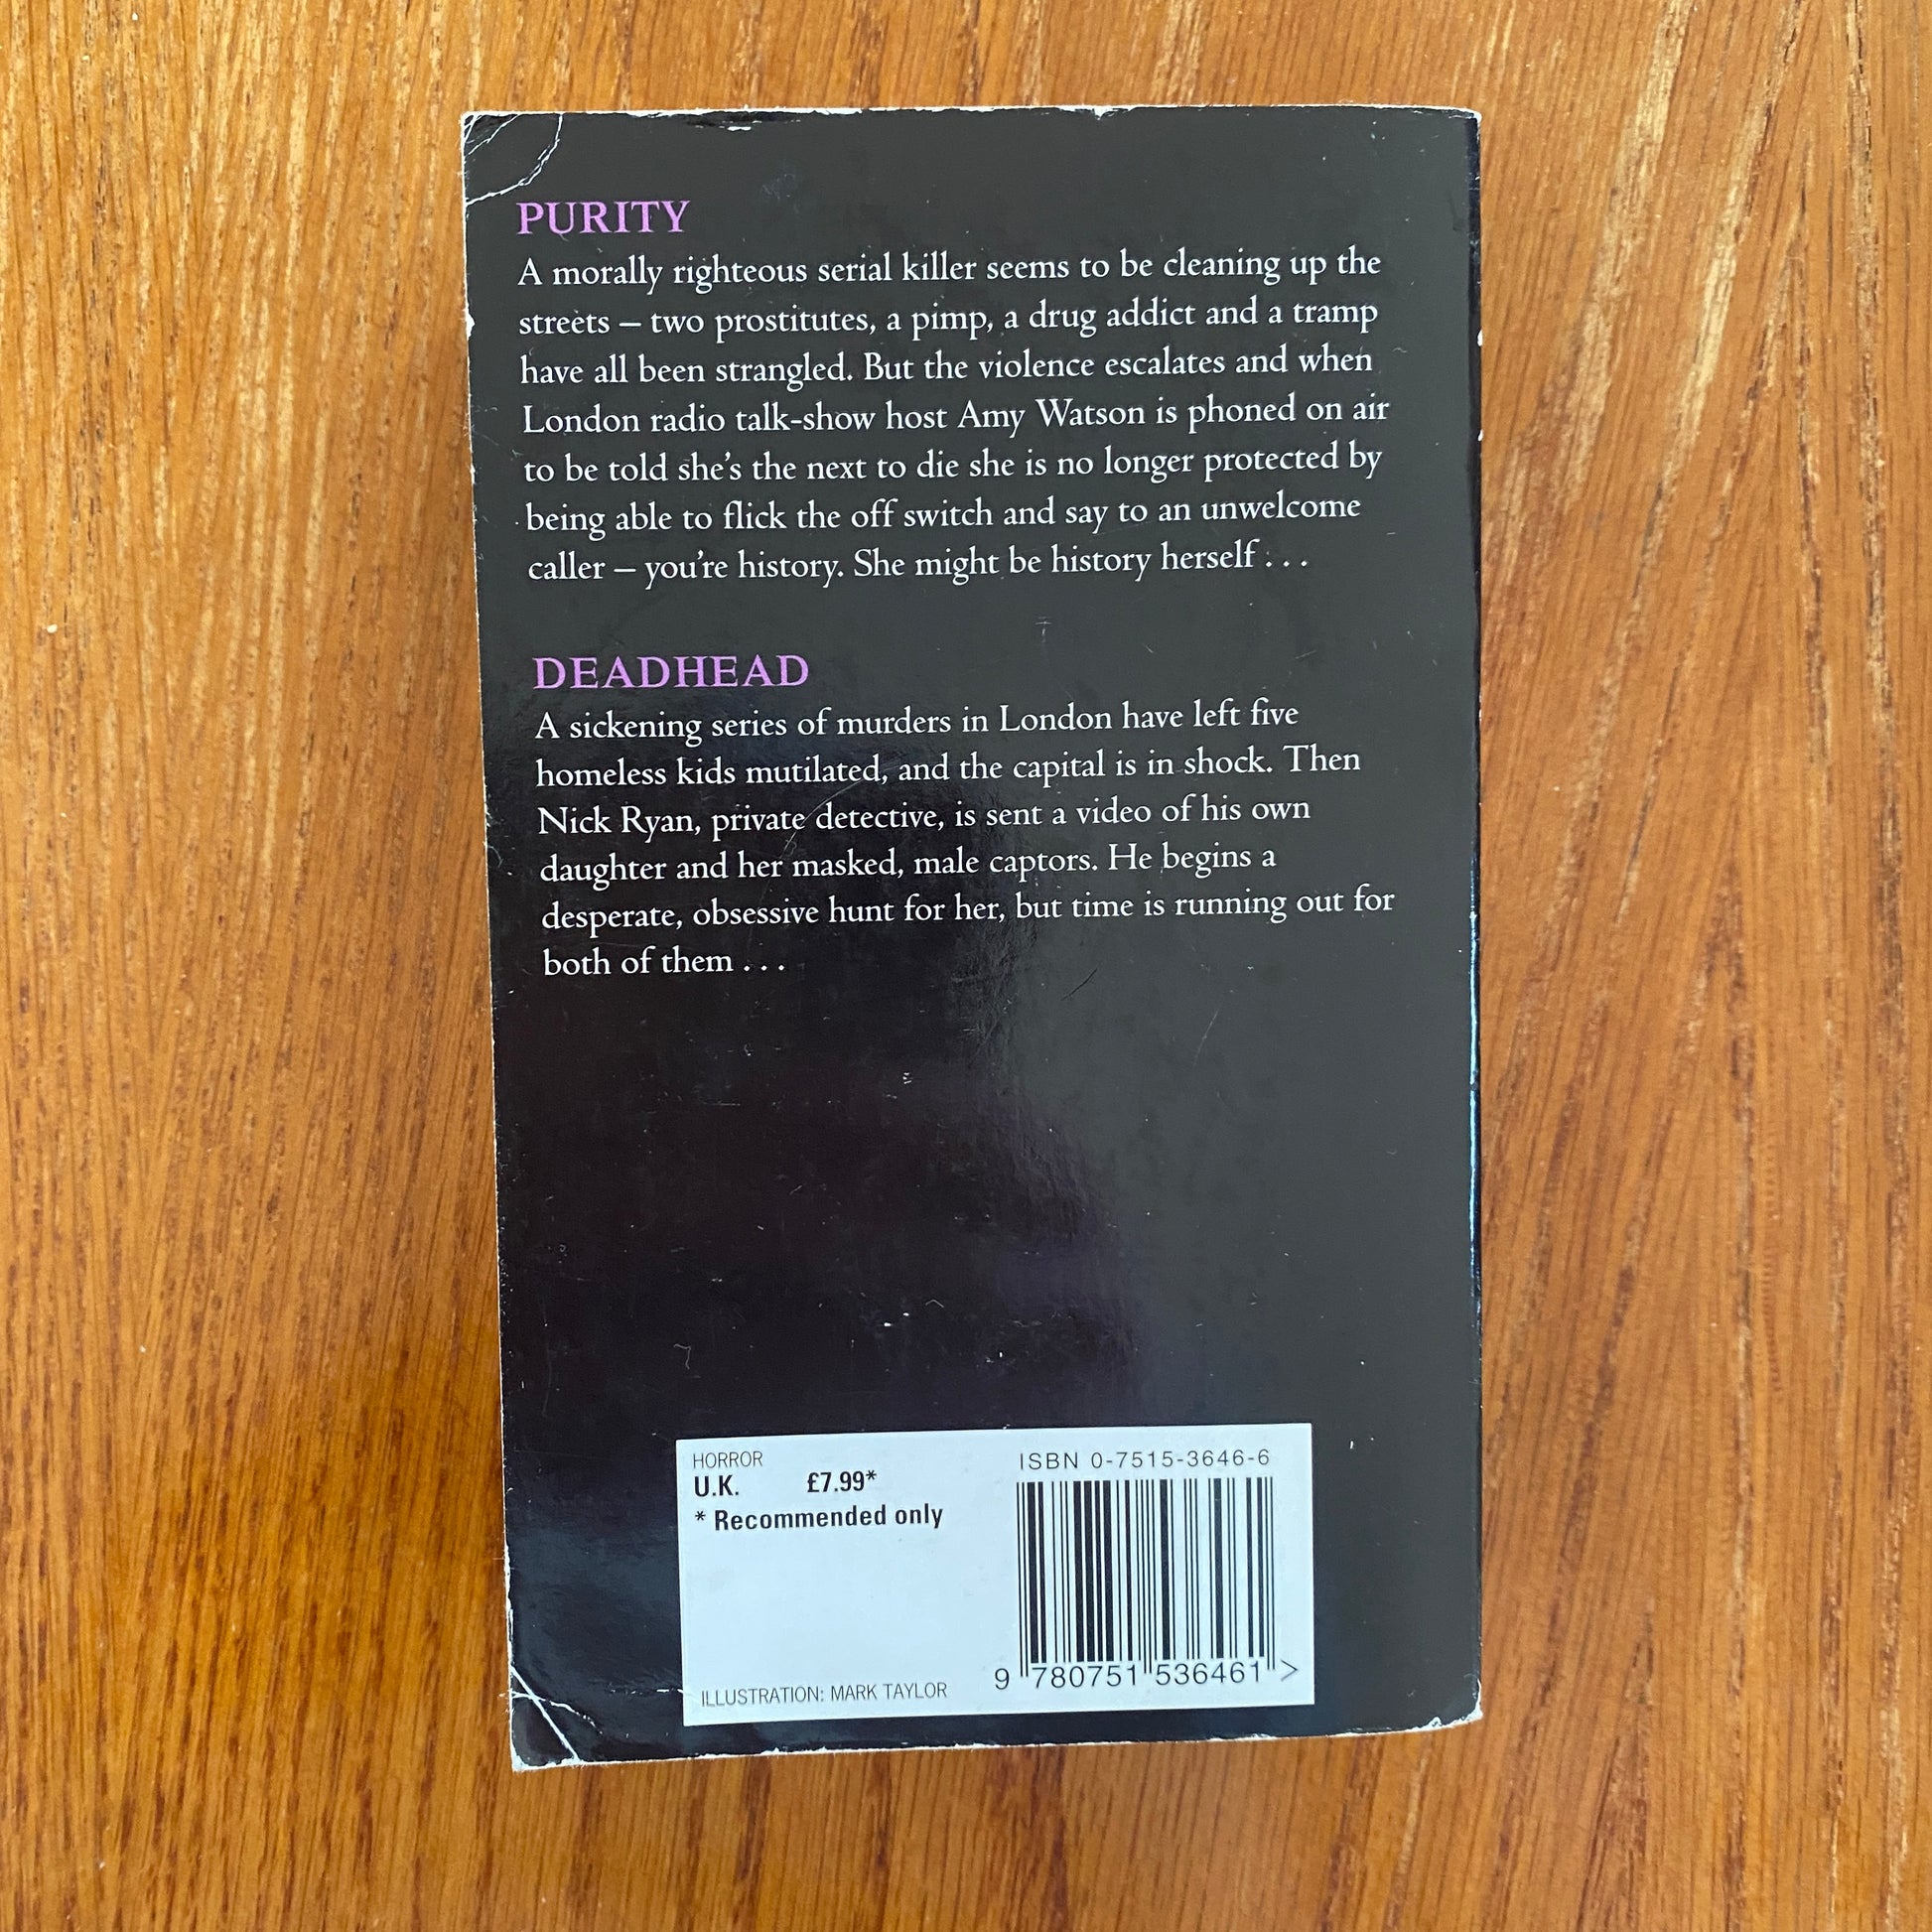 PURITY
A morally righteous serial killer seems to be cleaning up the
streets – two prostitutes, a pimp, a drug addict and a tramp
have all been strangled. But the violence escalates and when
London radio talk-show host Amy Watson is phoned on air
to be told she's the next to die she is no longer protected by
being able to flick the off switch and say to an unwelcome
caller – you're history. She might be history herself . . .
DEADHEAD
A sickening series of murders in London have left five
homeless kids mutilated, and the capital is in shock. Then
Nick Ryan, private detective, is sent a video of his own
daughter and her masked, male captors. He begins a
desperate, obsessive hunt for her, but time is running out for
both of them . . .
HORROR
U.K. £7.99*
* Recommended only
ILLUSTRATION: MARK TAYLOR
ISBN 0-7515-3646-6
9 780751 536461 >